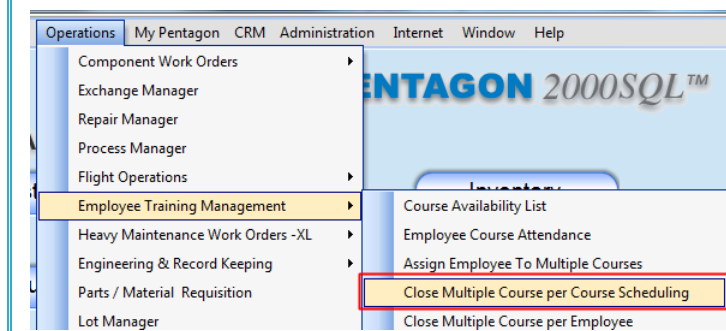 Operations My Pentagon CRM Administration Internet Window Help
Component Work Orders
ENTAGON 2000SQL™
Exchange Manager
Repair Manager
Process Manager
Flight Operations
Inventory
Employee Training Management
Course Availability List
Heavy Maintenance Work Orders -XL
Employee Course Attendance
Engineering & Record Keeping
Assign Employee To Multiple Courses
Parts / Material Requisition
Close Multiple Course per Course Scheduling
Lot Manager
Close Multiple Course per Employee